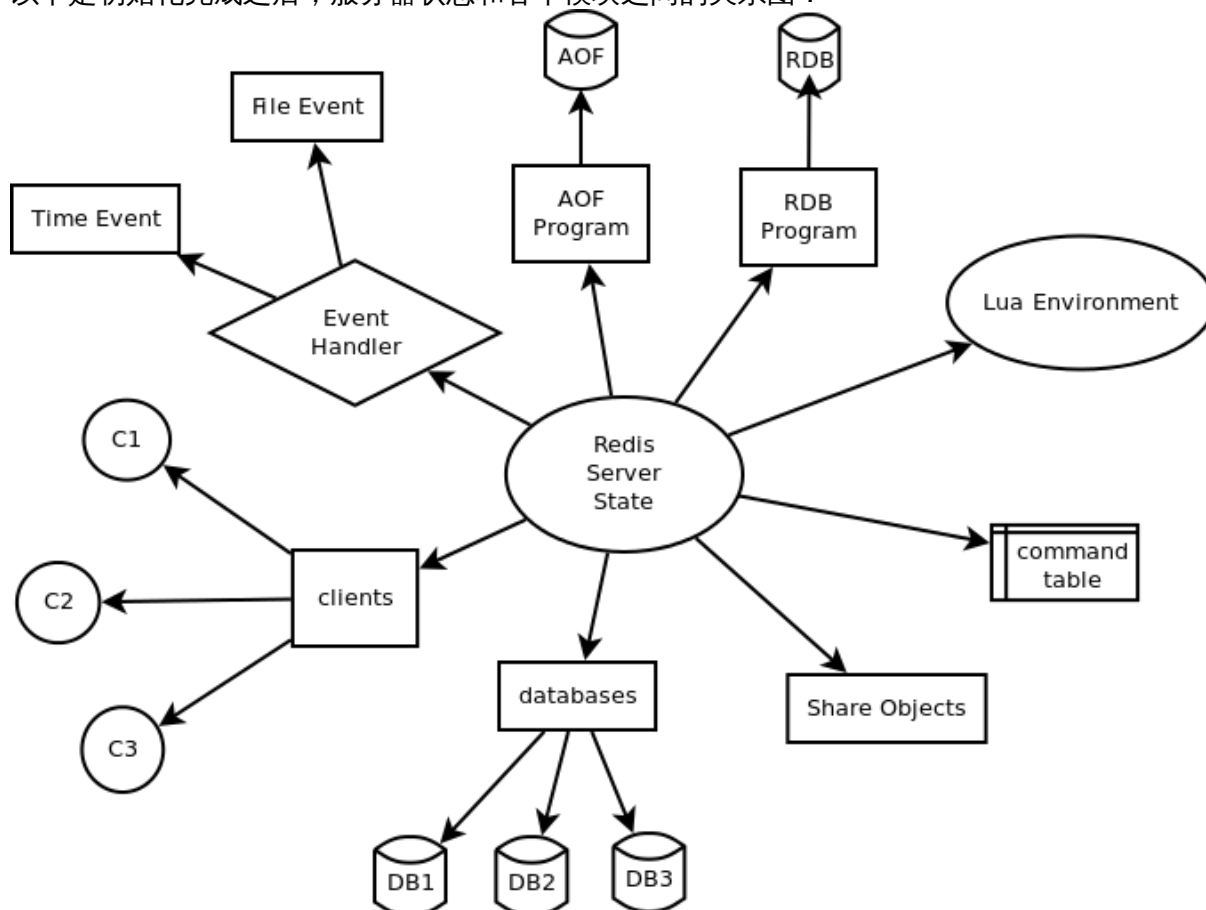 以下是初始化完成之后，服务器状态和各个模块之间的关系图：
AOF
RDB
File Event
AOF
Program
RDB
Program
Time Event
Lua Environment
Event
Handler
C1
Redis
Server
State
command
table
C2
clients
databases
Share Objects
C3
DB1
DB2
DB3